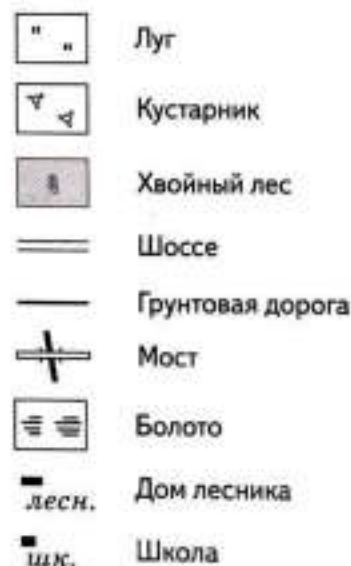 Луг
Кустарник
Хвойный лес
Шоссе
Грунтовая дорога
Мост
Болото
лесн. Дом лесника
шк. Школа